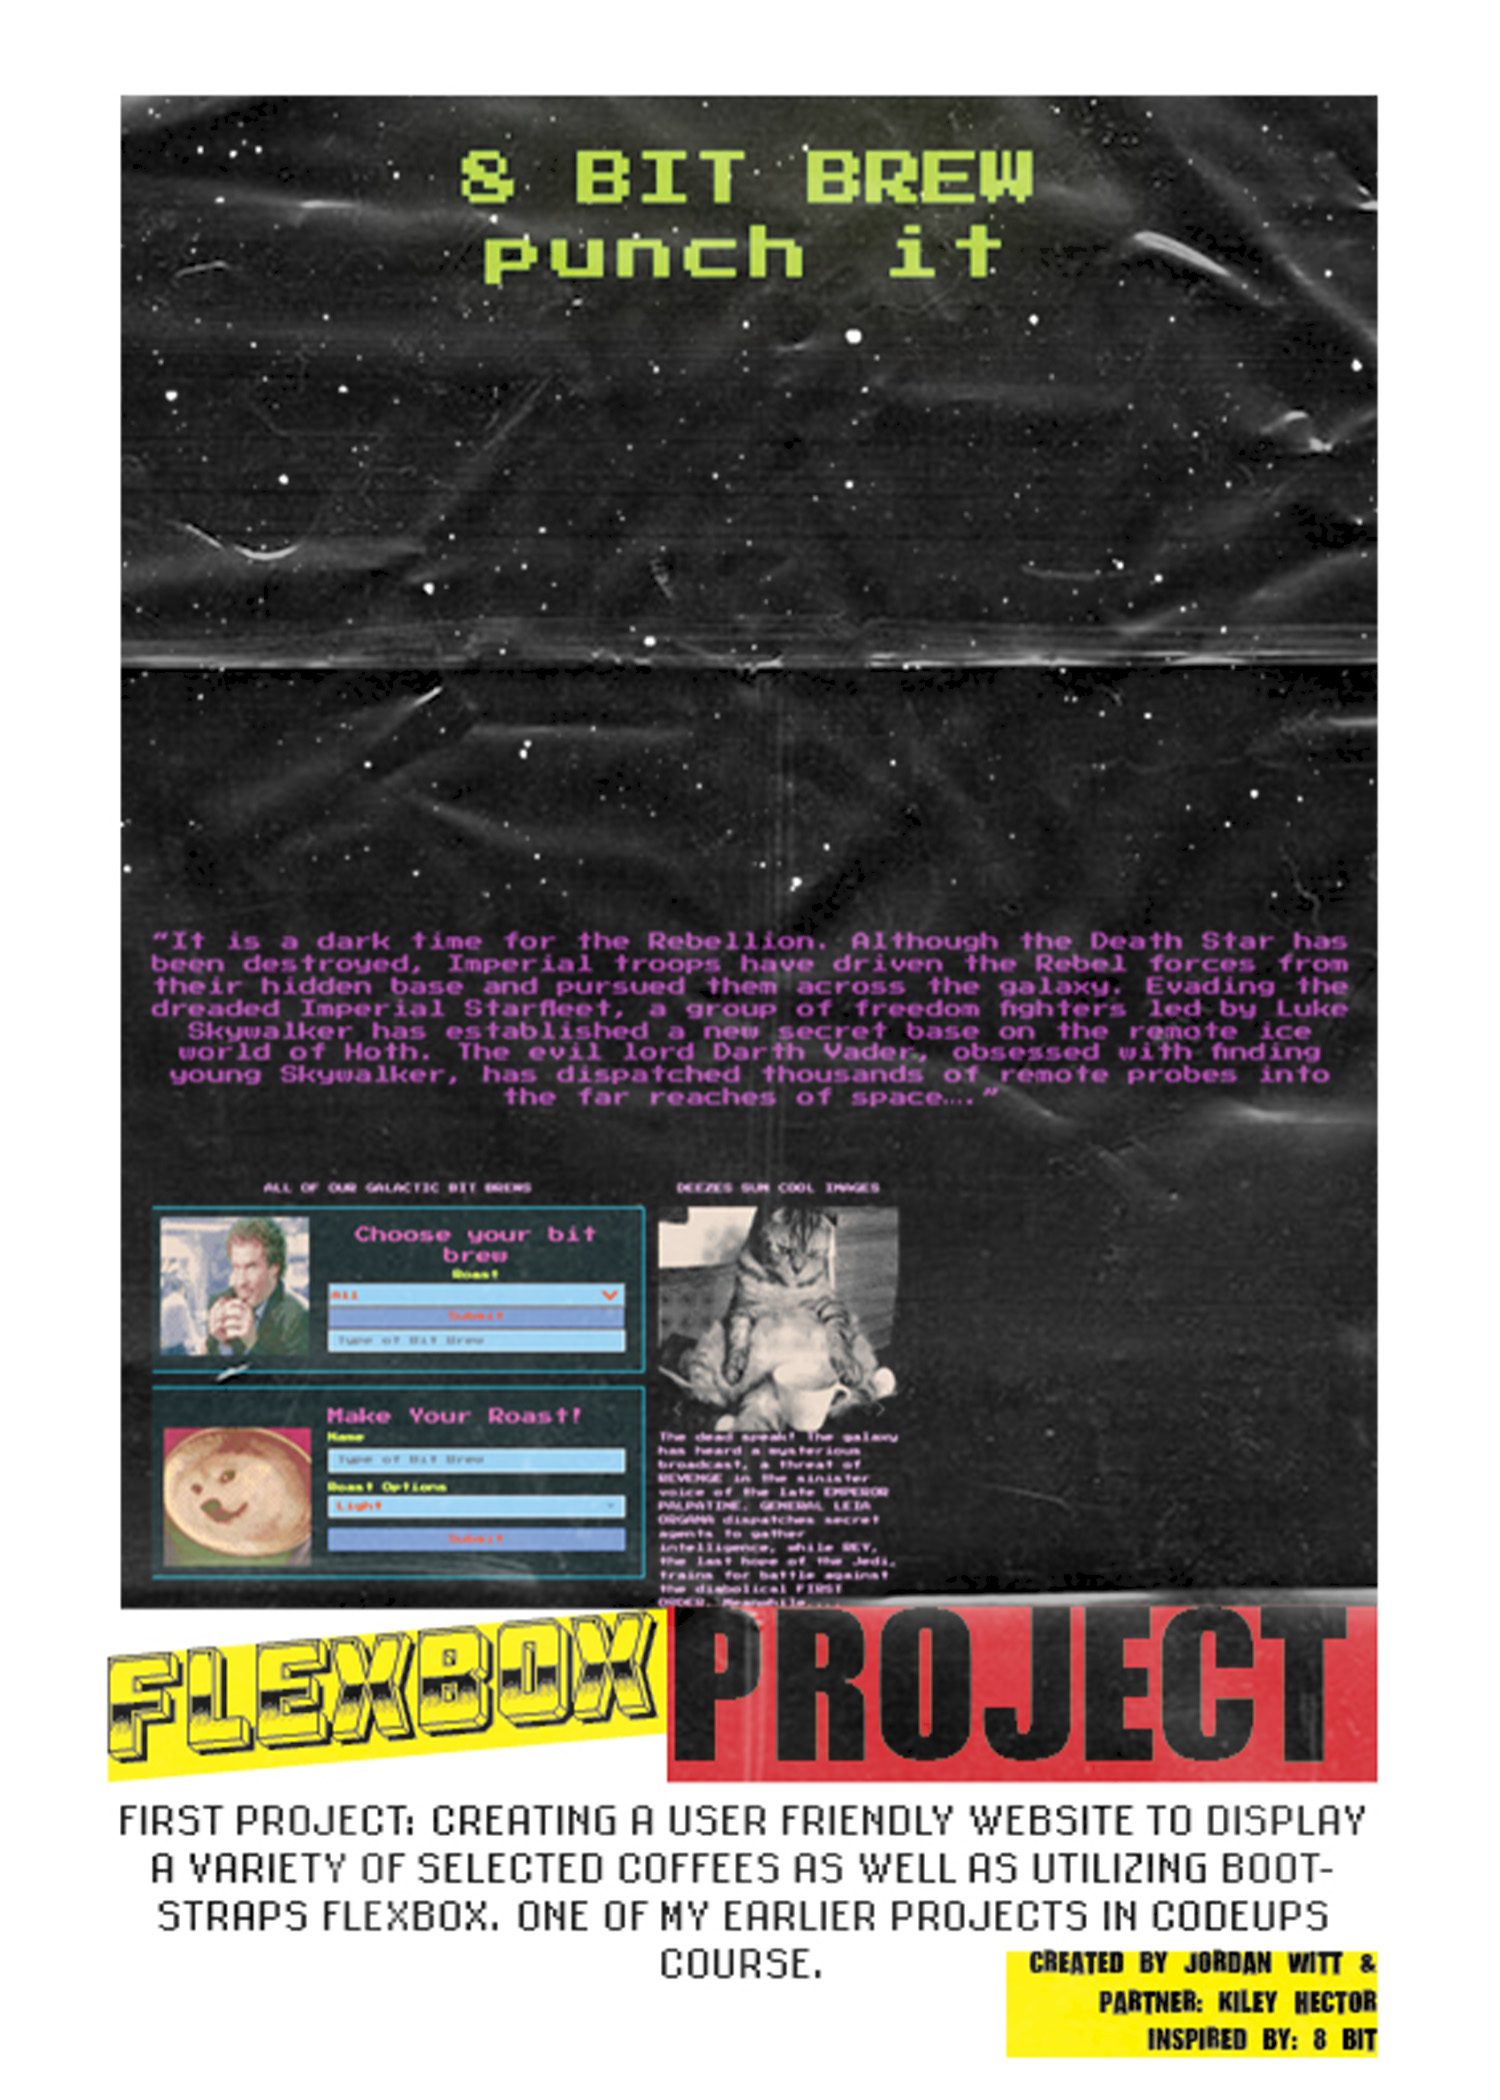 8 BIT BREW
punch it
“It is a dark time for the Rebellion. Although the Death Star has
been destroyed, Imperial troops have driven the Rebel forces from
their hidden base and pursued them across the galaxy. Evading the
dreaded Imperial Starfleet, a group of freedom fighters led by Luke
Skywalker has established a new secret base on the remote ice
world of Hoth. The evil lord Darth Vader, obsessed with finding
young Skywalker, has dispatched thousands of remote probes into
the far reaches of space….”
ALL OF OUR GALACTIC BIT BREWS
Choose your bit
brew
Roast
All
Submit
Type of Bit Brew
Make Your Roast!
Name
Type of Bit Brew
Roast Options
Light
Submit
DEEZES SUM COOL IMAGES
The dead speak! The galaxy
has heard a mysterious
broadcast, a threat of
REVENGE in the sinister
voice of the late EMPEROR
PALPATINE. GENERAL LEIA
ORGANA dispatches secret
agents to gather
intelligence, while REY,
the last hope of the Jedi,
trains for battle against
the diabolical FIRST
ORDER. Meanwhile,
FLEXBOX PROJECT
FIRST PROJECT: CREATING A USER FRIENDLY WEBSITE TO DISPLAY
A VARIETY OF SELECTED COFFEES AS WELL AS UTILIZING BOOT-
STRAPS FLEXBOX. ONE OF MY EARLIER PROJECTS IN CODEUPS
COURSE.
CREATED BY JORDAN WITT &
PARTNER: KILEY HECTOR
INSPIRED BY: 8 BIT